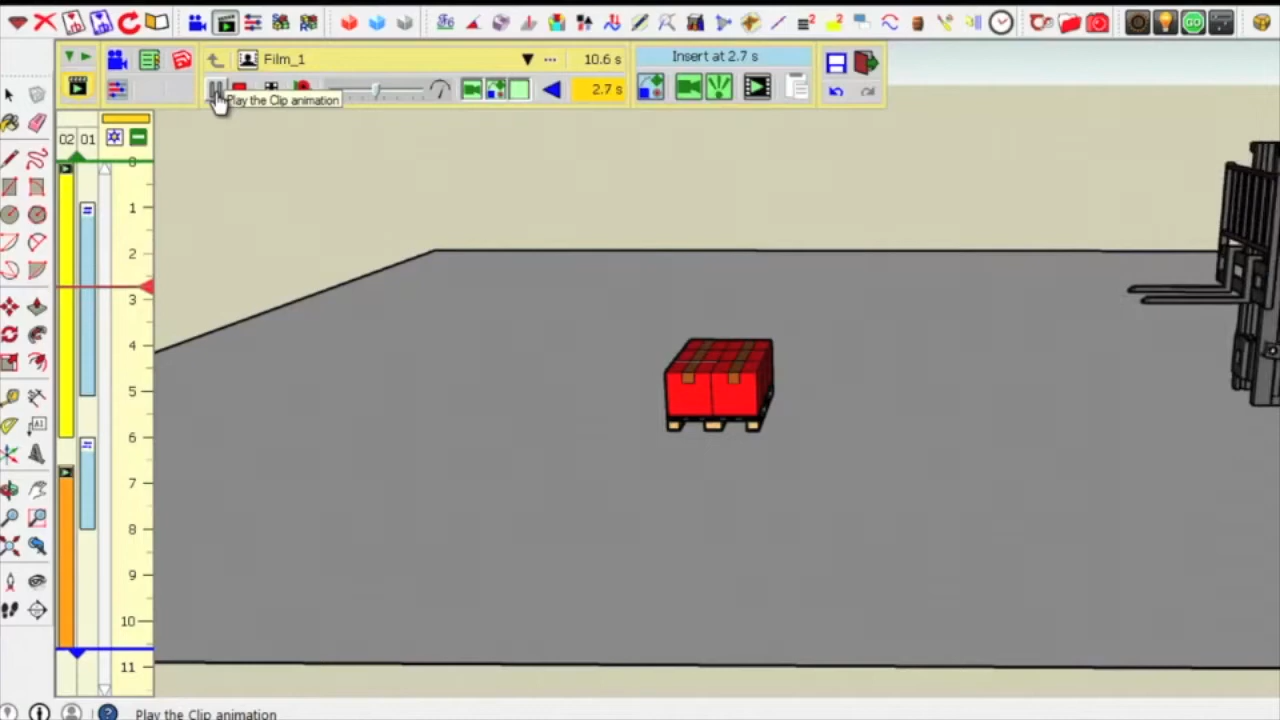 Film_1
10.6 s
Insert at 2.7 s
2.7 s
Play the Clip animation
02 01
0
1
2
3
4
5
6
7
8
9
10
11
Play the Clip animation